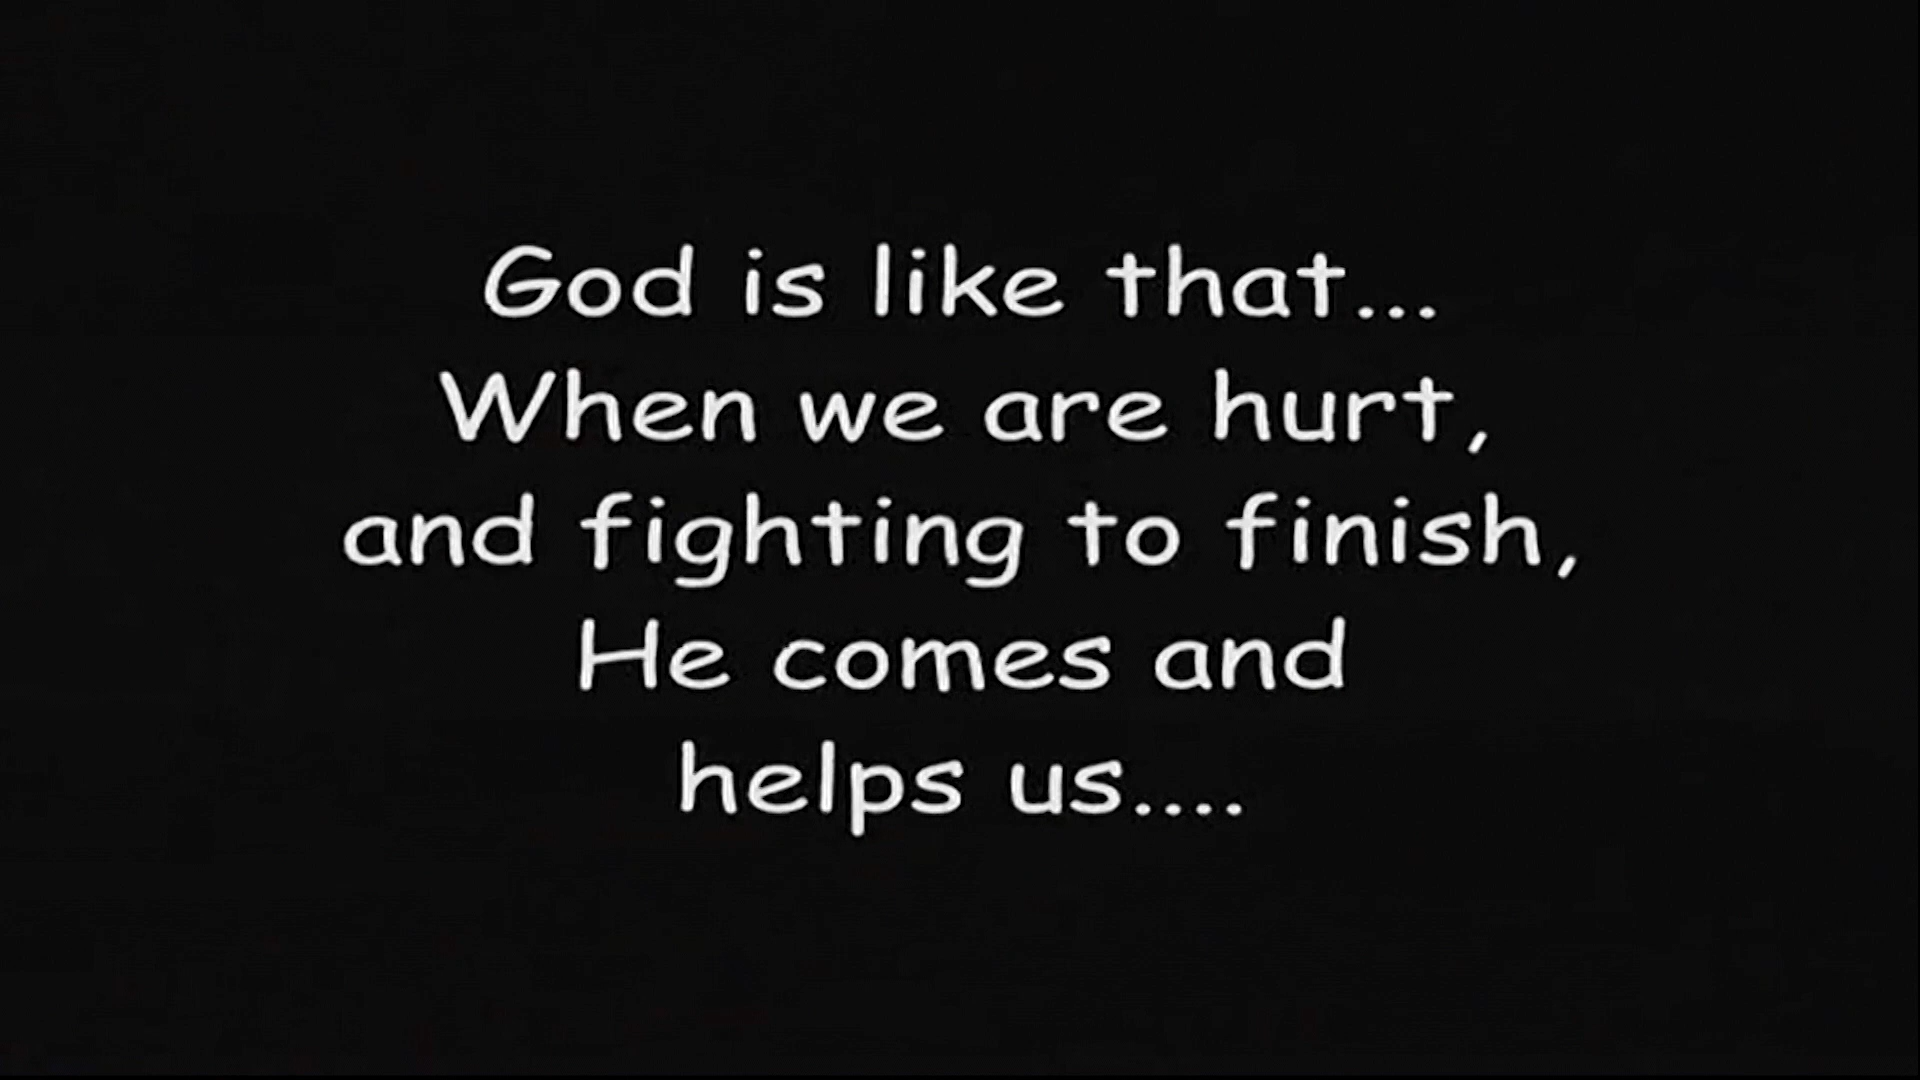 God is like that...
When we are hurt,
and fighting to finish,
He comes and
helps us....